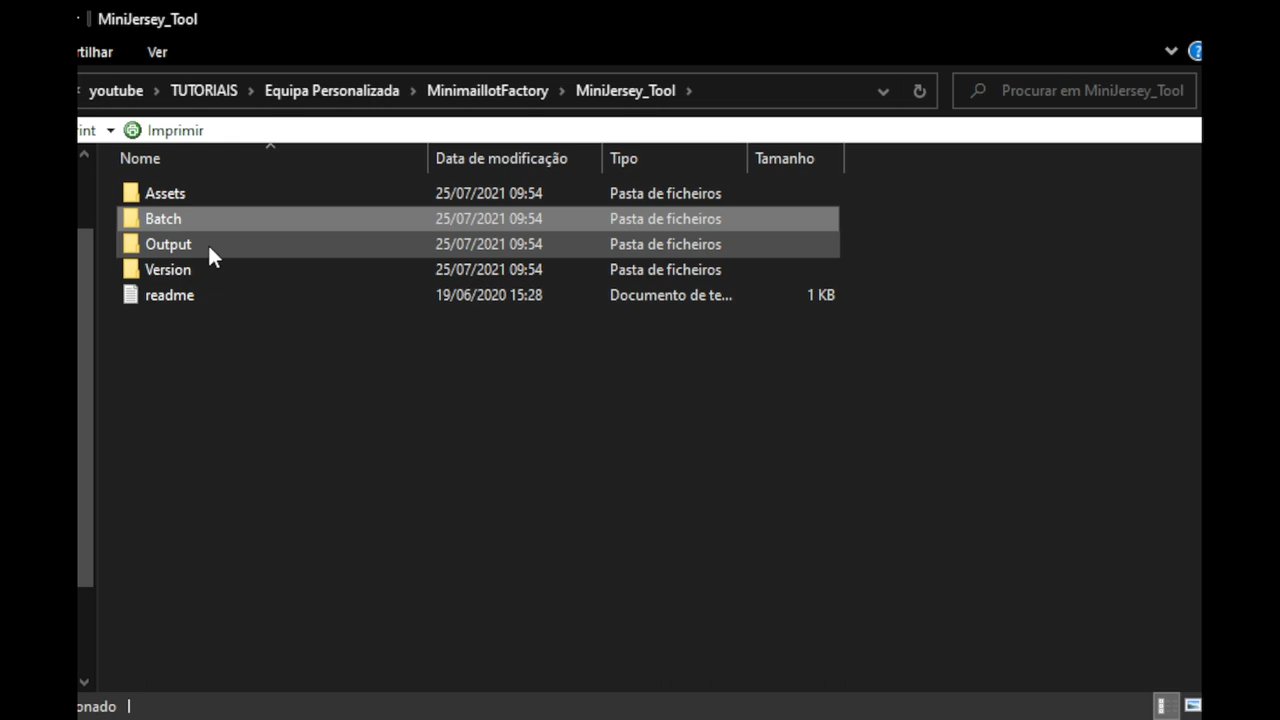 MiniJersey_Tool
rtilhar Ver
youtube > TUTORIAIS > Equipa Personalizada > MinimaillotFactory > MiniJersey_Tool > Procurar em MiniJersey_Tool
int Imprimir
Nome Data de modificação Tipo Tamanho
Assets 25/07/2021 09:54 Pasta de ficheiros
Batch 25/07/2021 09:54 Pasta de ficheiros
Output 25/07/2021 09:54 Pasta de ficheiros
Version 25/07/2021 09:54 Pasta de ficheiros
readme 19/06/2020 15:28 Documento de te... 1 KB
onado